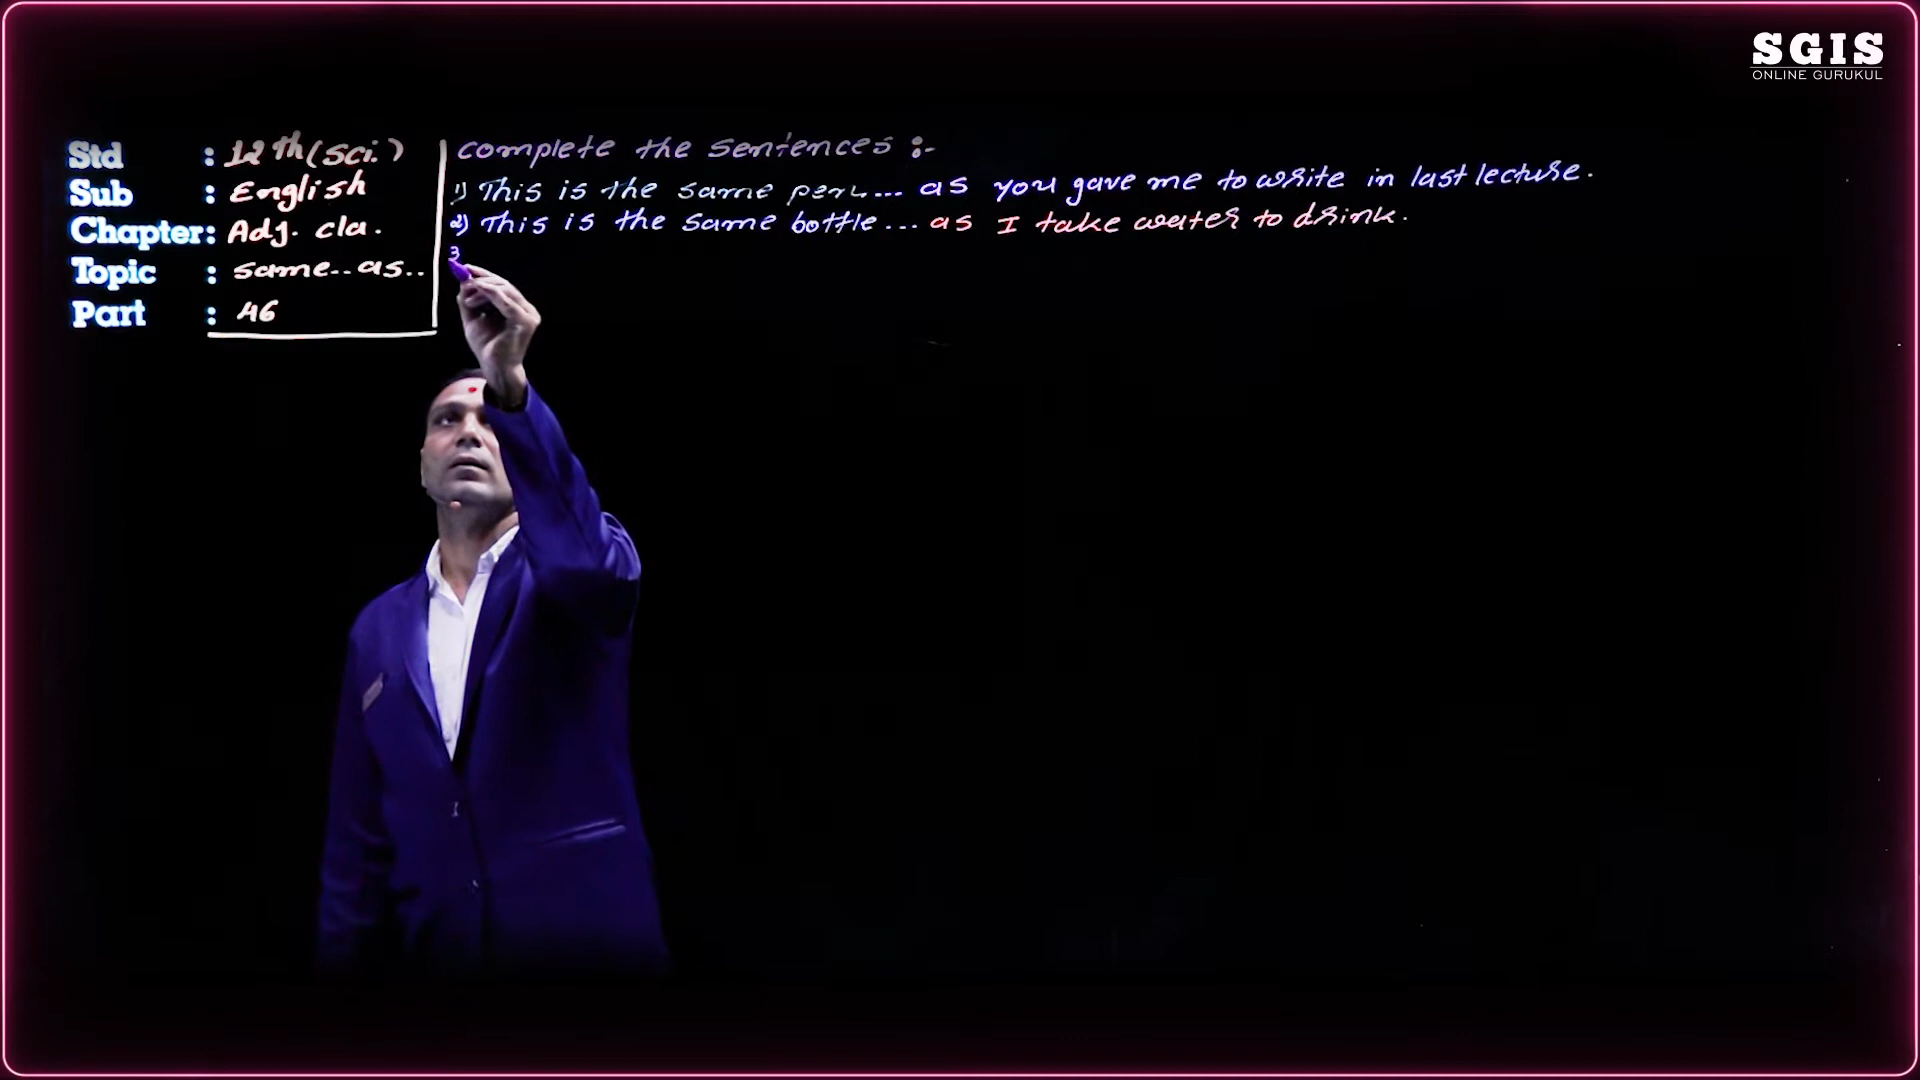 SGIS
ONLINE GURUKUL
Std : 12th (sci.)
Sub : English
Chapter: Adj. cla.
Topic : same..as..
Part : 46
complete the sentences :-
1) This is the same pen... as you gave me to write in last lecture.
2) This is the same bottle... as I take water to drink.
3